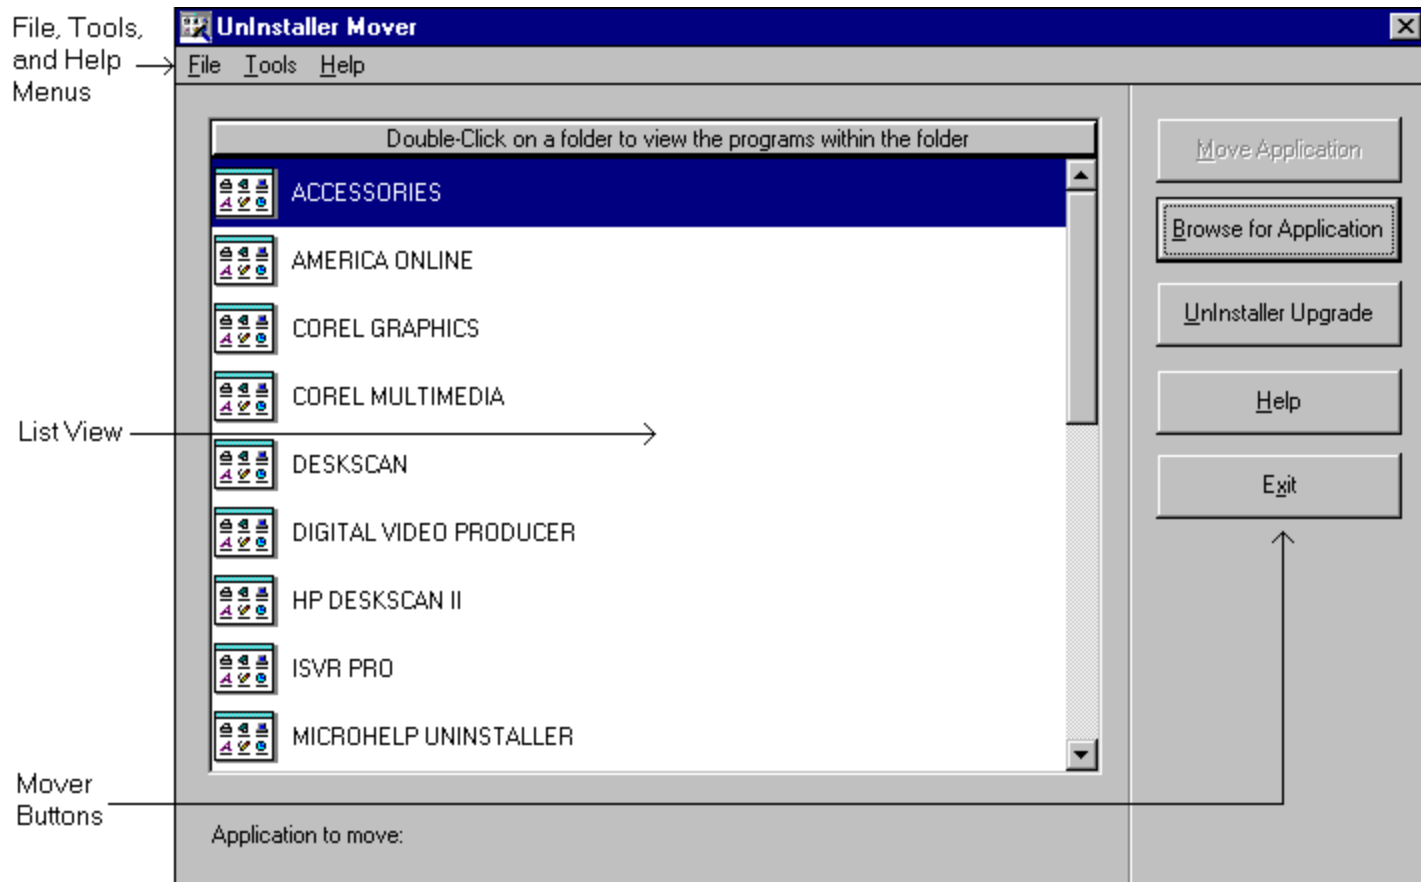 File, Tools,
and Help
Menus
UnInstaller Mover
File Tools Help
Double-Click on a folder to view the programs within the folder
ACCESSORIES
AMERICA ONLINE
COREL GRAPHICS
COREL MULTIMEDIA
List View
DESKSCAN
DIGITAL VIDEO PRODUCER
HP DESKSCAN II
ISVR PRO
MICROHELP UNINSTALLER
Move Application
Browse for Application
UnInstaller Upgrade
Help
Exit
Mover
Buttons
Application to move: